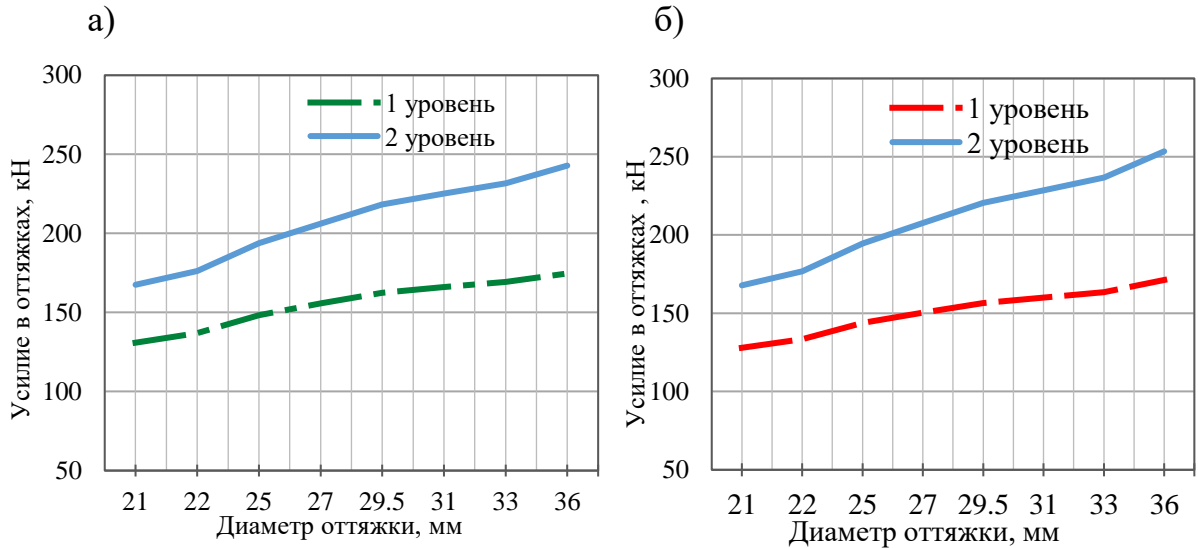 а)
300
250
200
150
100
50
Усилие в оттяжках, кН
1 уровень
2 уровень
21 22 25 27 29.5 31 33 36
Диаметр оттяжки, мм
б)
300
250
200
150
100
50
Усилие в оттяжках , кН
1 уровень
2 уровень
21 22 25 27 29.5 31 33 36
Диаметр оттяжки, мм